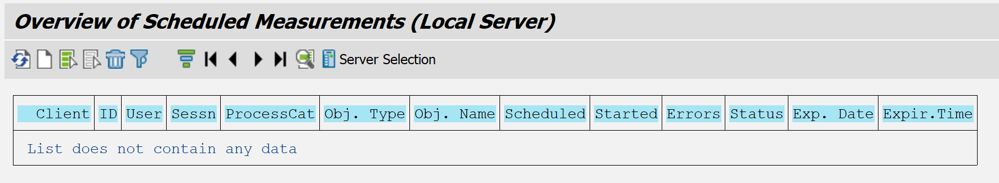 Overview of Scheduled Measurements (Local Server)
Server Selection
Client ID User Sessn ProcessCat Obj. Type Obj. Name Scheduled Started Errors Status Exp. Date Expir.Time
List does not contain any data